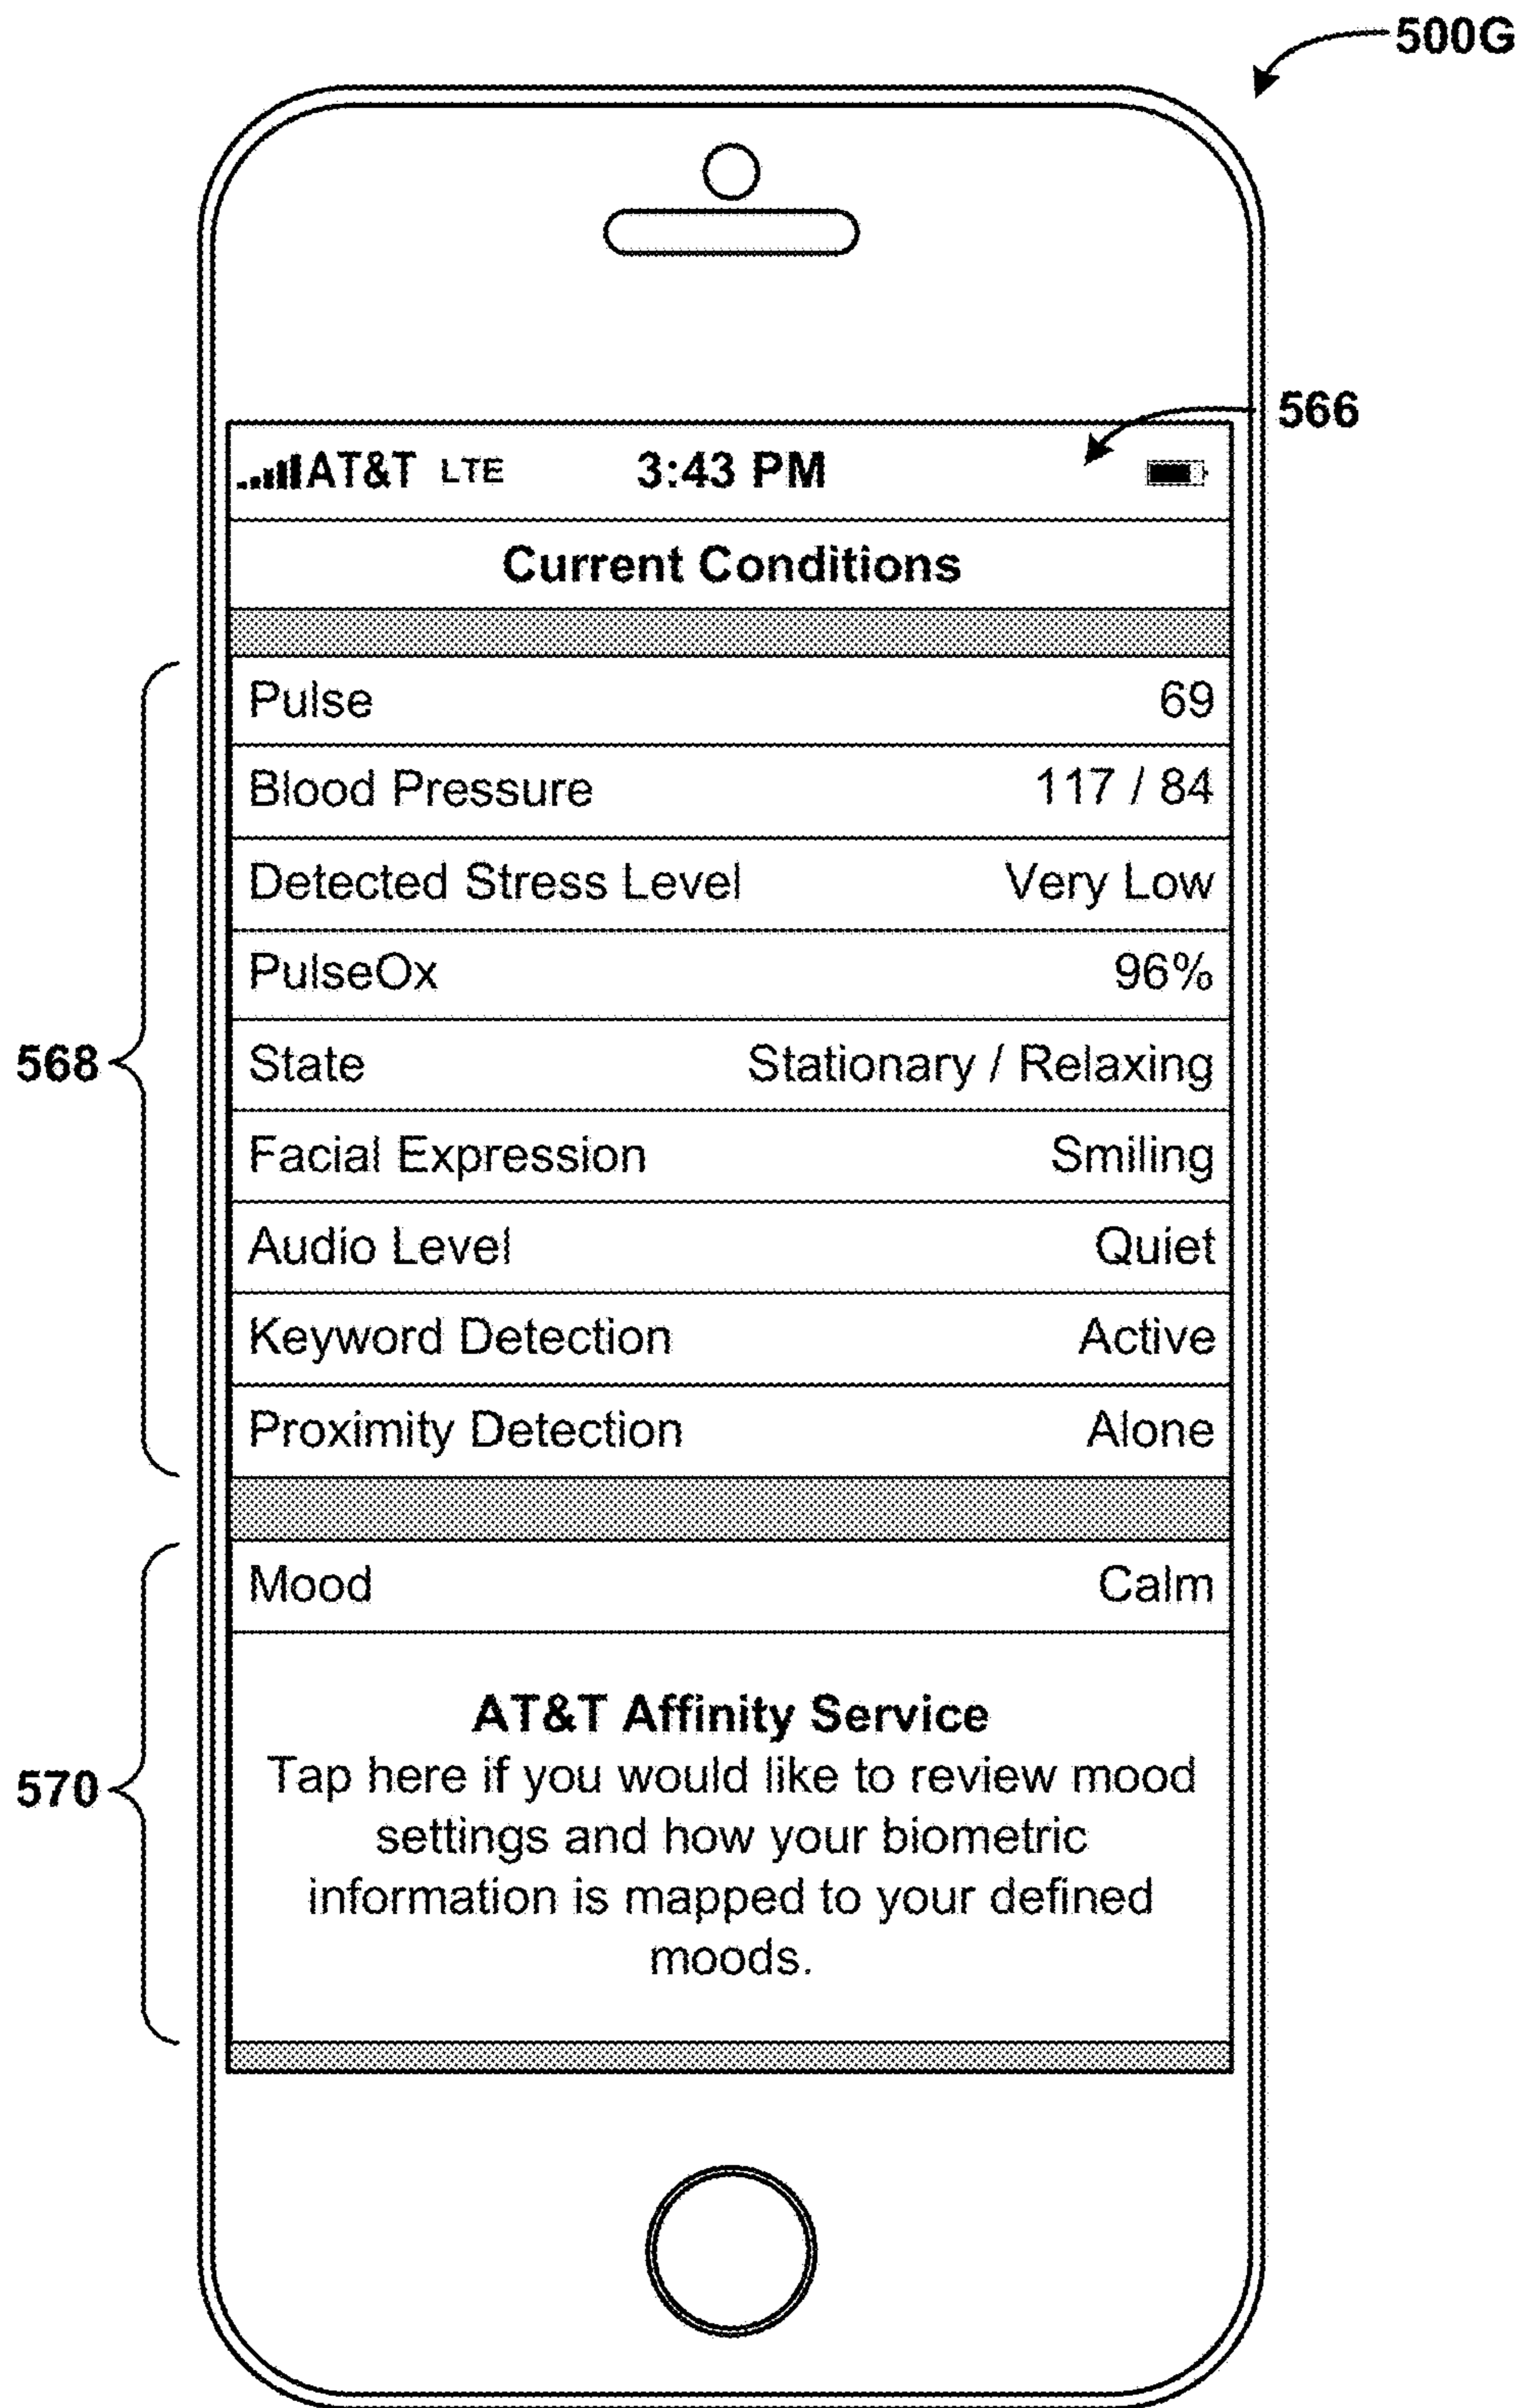 500G
566
AT&T LTE 3:43 PM
Current Conditions
Pulse 69
Blood Pressure 117 / 84
Detected Stress Level Very Low
PulseOx 96%
568
State Stationary / Relaxing
Facial Expression Smiling
Audio Level Quiet
Keyword Detection Active
Proximity Detection Alone
Mood Calm
AT&T Affinity Service
570
Tap here if you would like to review mood
settings and how your biometric
information is mapped to your defined
moods.